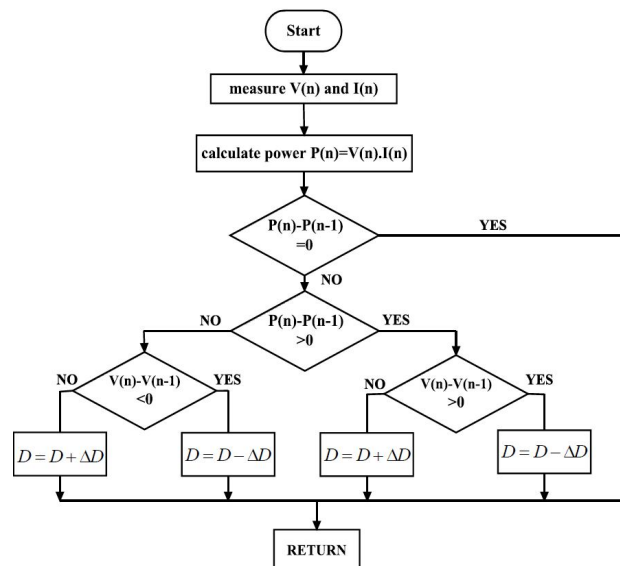 Start
measure V(n) and I(n)
calculate power P(n)=V(n).I(n)
P(n)-P(n-1)
=0
YES
NO
P(n)-P(n-1)
>0
NO
YES
V(n)-V(n-1)
<0
NO
YES
V(n)-V(n-1)
>0
NO
YES
D = D + ΔD
D = D − ΔD
D = D + ΔD
D = D − ΔD
RETURN